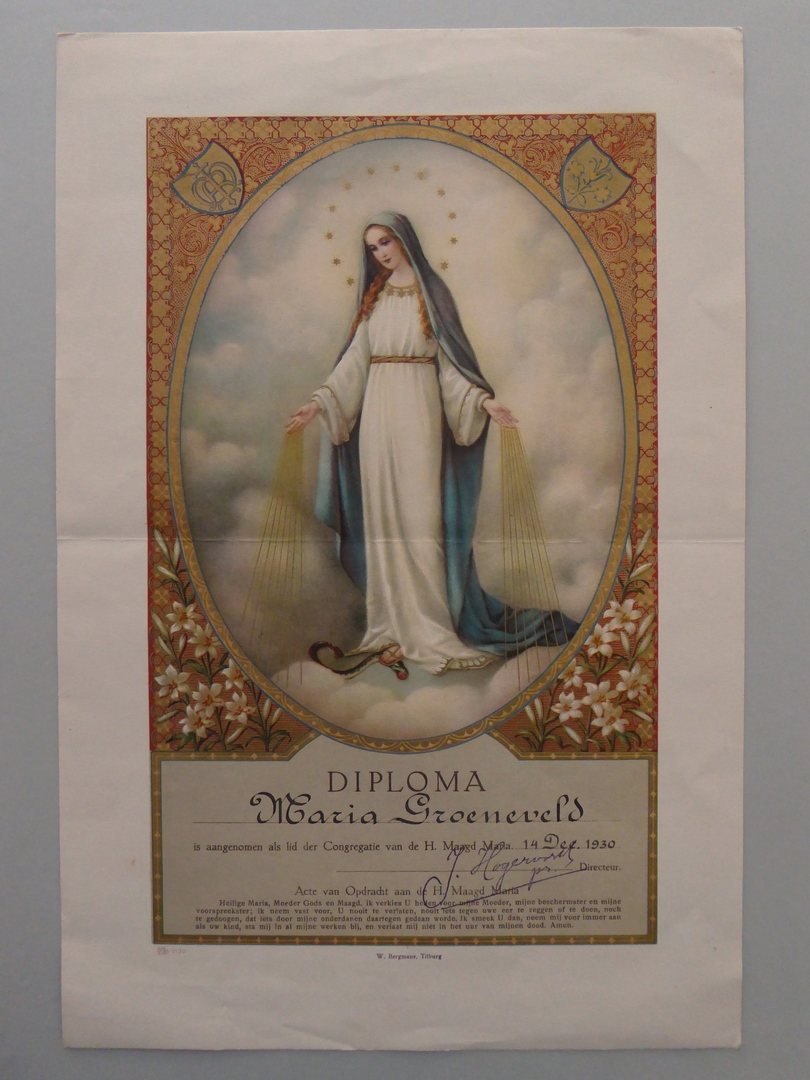 DIPLOMA
Maria Groeneveld
is aangenomen als lid der Congregatie van de H. Maagd Maria. 14 Dec. 1930
J. Hogervorst pr. Directeur.
Acte van Opdracht aan de H. Maagd Maria
Heilige Maria, Moeder Gods en Maagd, ik verkies U heden voor mijne Moeder, mijne beschermster en mijne
voorspreekster; ik neem vast voor, U nooit te verlaten, nooit iets tegen uwe eer te zeggen of te doen, noch
te gedoogen, dat iets door mijne onderdanen daartegen gedaan worde. Ik smeek U dan, neem mij voor immer aan
als uw kind, sta mij in al mijne werken bij, en verlaat mij niet in het uur van mijnen dood. Amen.
W. Bergmans, Tilburg